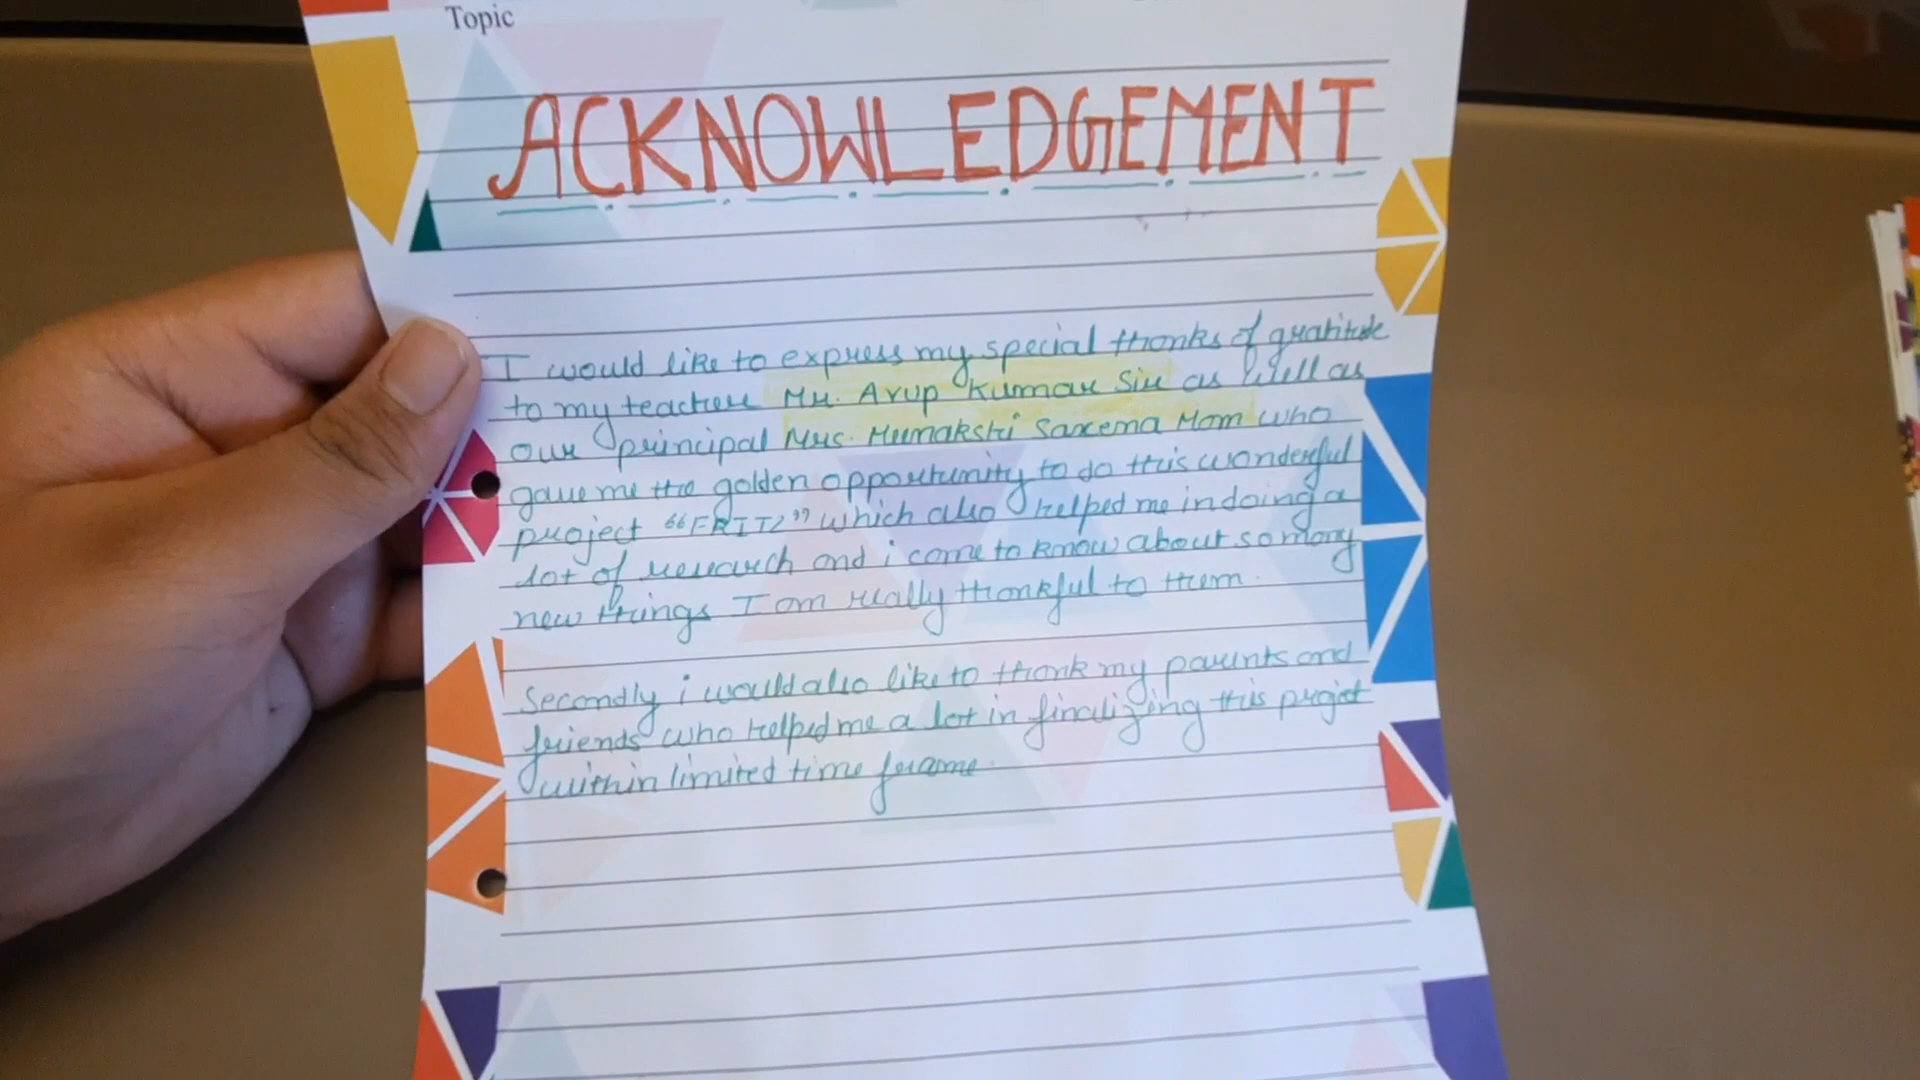 Topic
ACKNOWLEDGEMENT
I would like to express my special thanks of gratitude
to my teacher Mr. Arup Kumar Sir as well as
our principal Mrs. Meenakshi Saxena Mam who
gave me the golden opportunity to do this wonderful
project "FRITZ" which also helped me in doing a
lot of research and i come to know about so many
new things I am really thankful to them.
Secondly i would also like to thank my parents and
friends who helped me a lot in finalizing this project
within limited time frame.